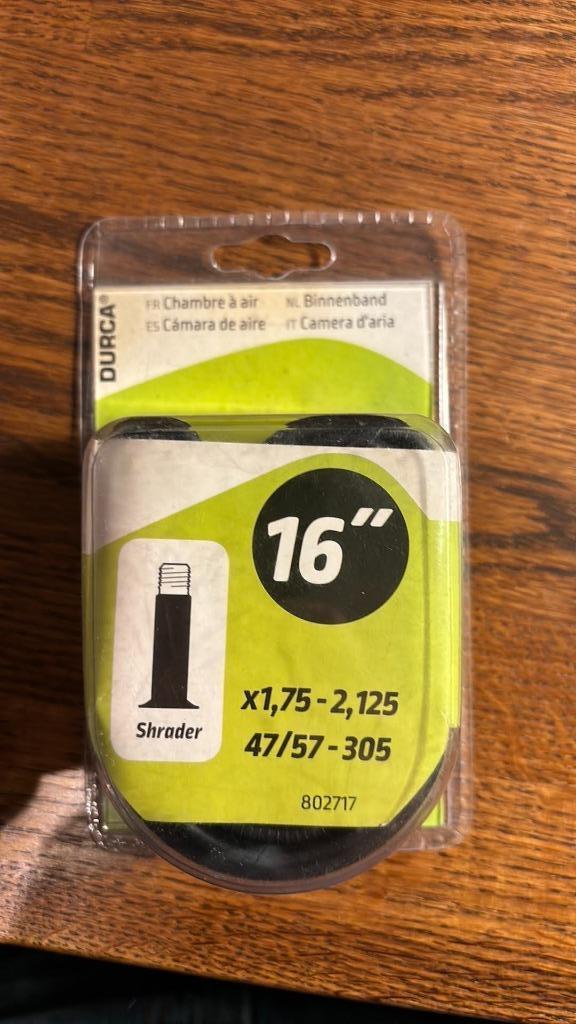 DURCA®
FR Chambre à air NL Binnenband
ES Cámara de aire IT Camera d'aria
16"
Shrader
x1,75 - 2,125
47/57 - 305
802717